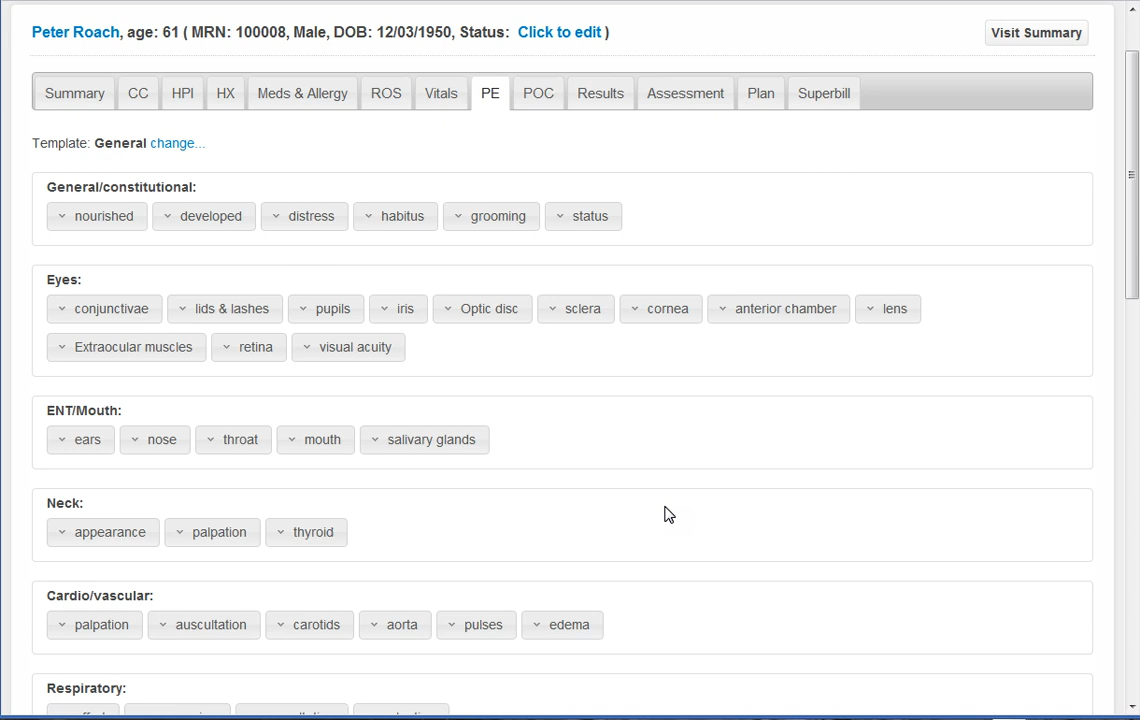 Peter Roach, age: 61 ( MRN: 100008, Male, DOB: 12/03/1950, Status: Click to edit )
Visit Summary
Summary CC HPI HX Meds & Allergy ROS Vitals PE POC Results Assessment Plan Superbill
Template: General change...
General/constitutional:
nourished developed distress habitus grooming status
Eyes:
conjunctivae lids & lashes pupils iris Optic disc sclera cornea anterior chamber lens
Extraocular muscles retina visual acuity
ENT/Mouth:
ears nose throat mouth salivary glands
Neck:
appearance palpation thyroid
Cardio/vascular:
palpation auscultation carotids aorta pulses edema
Respiratory: